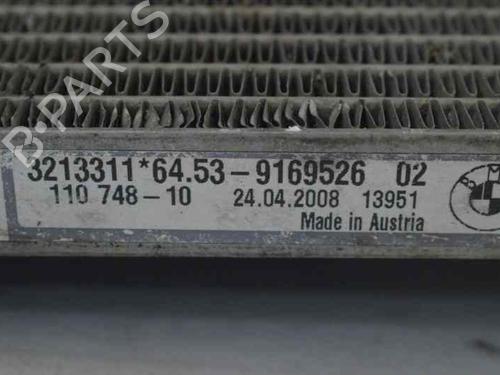 B-PARTS
3213311*64.53-9169526 02
110 748-10 24.04.2008 13951
Made in Austria